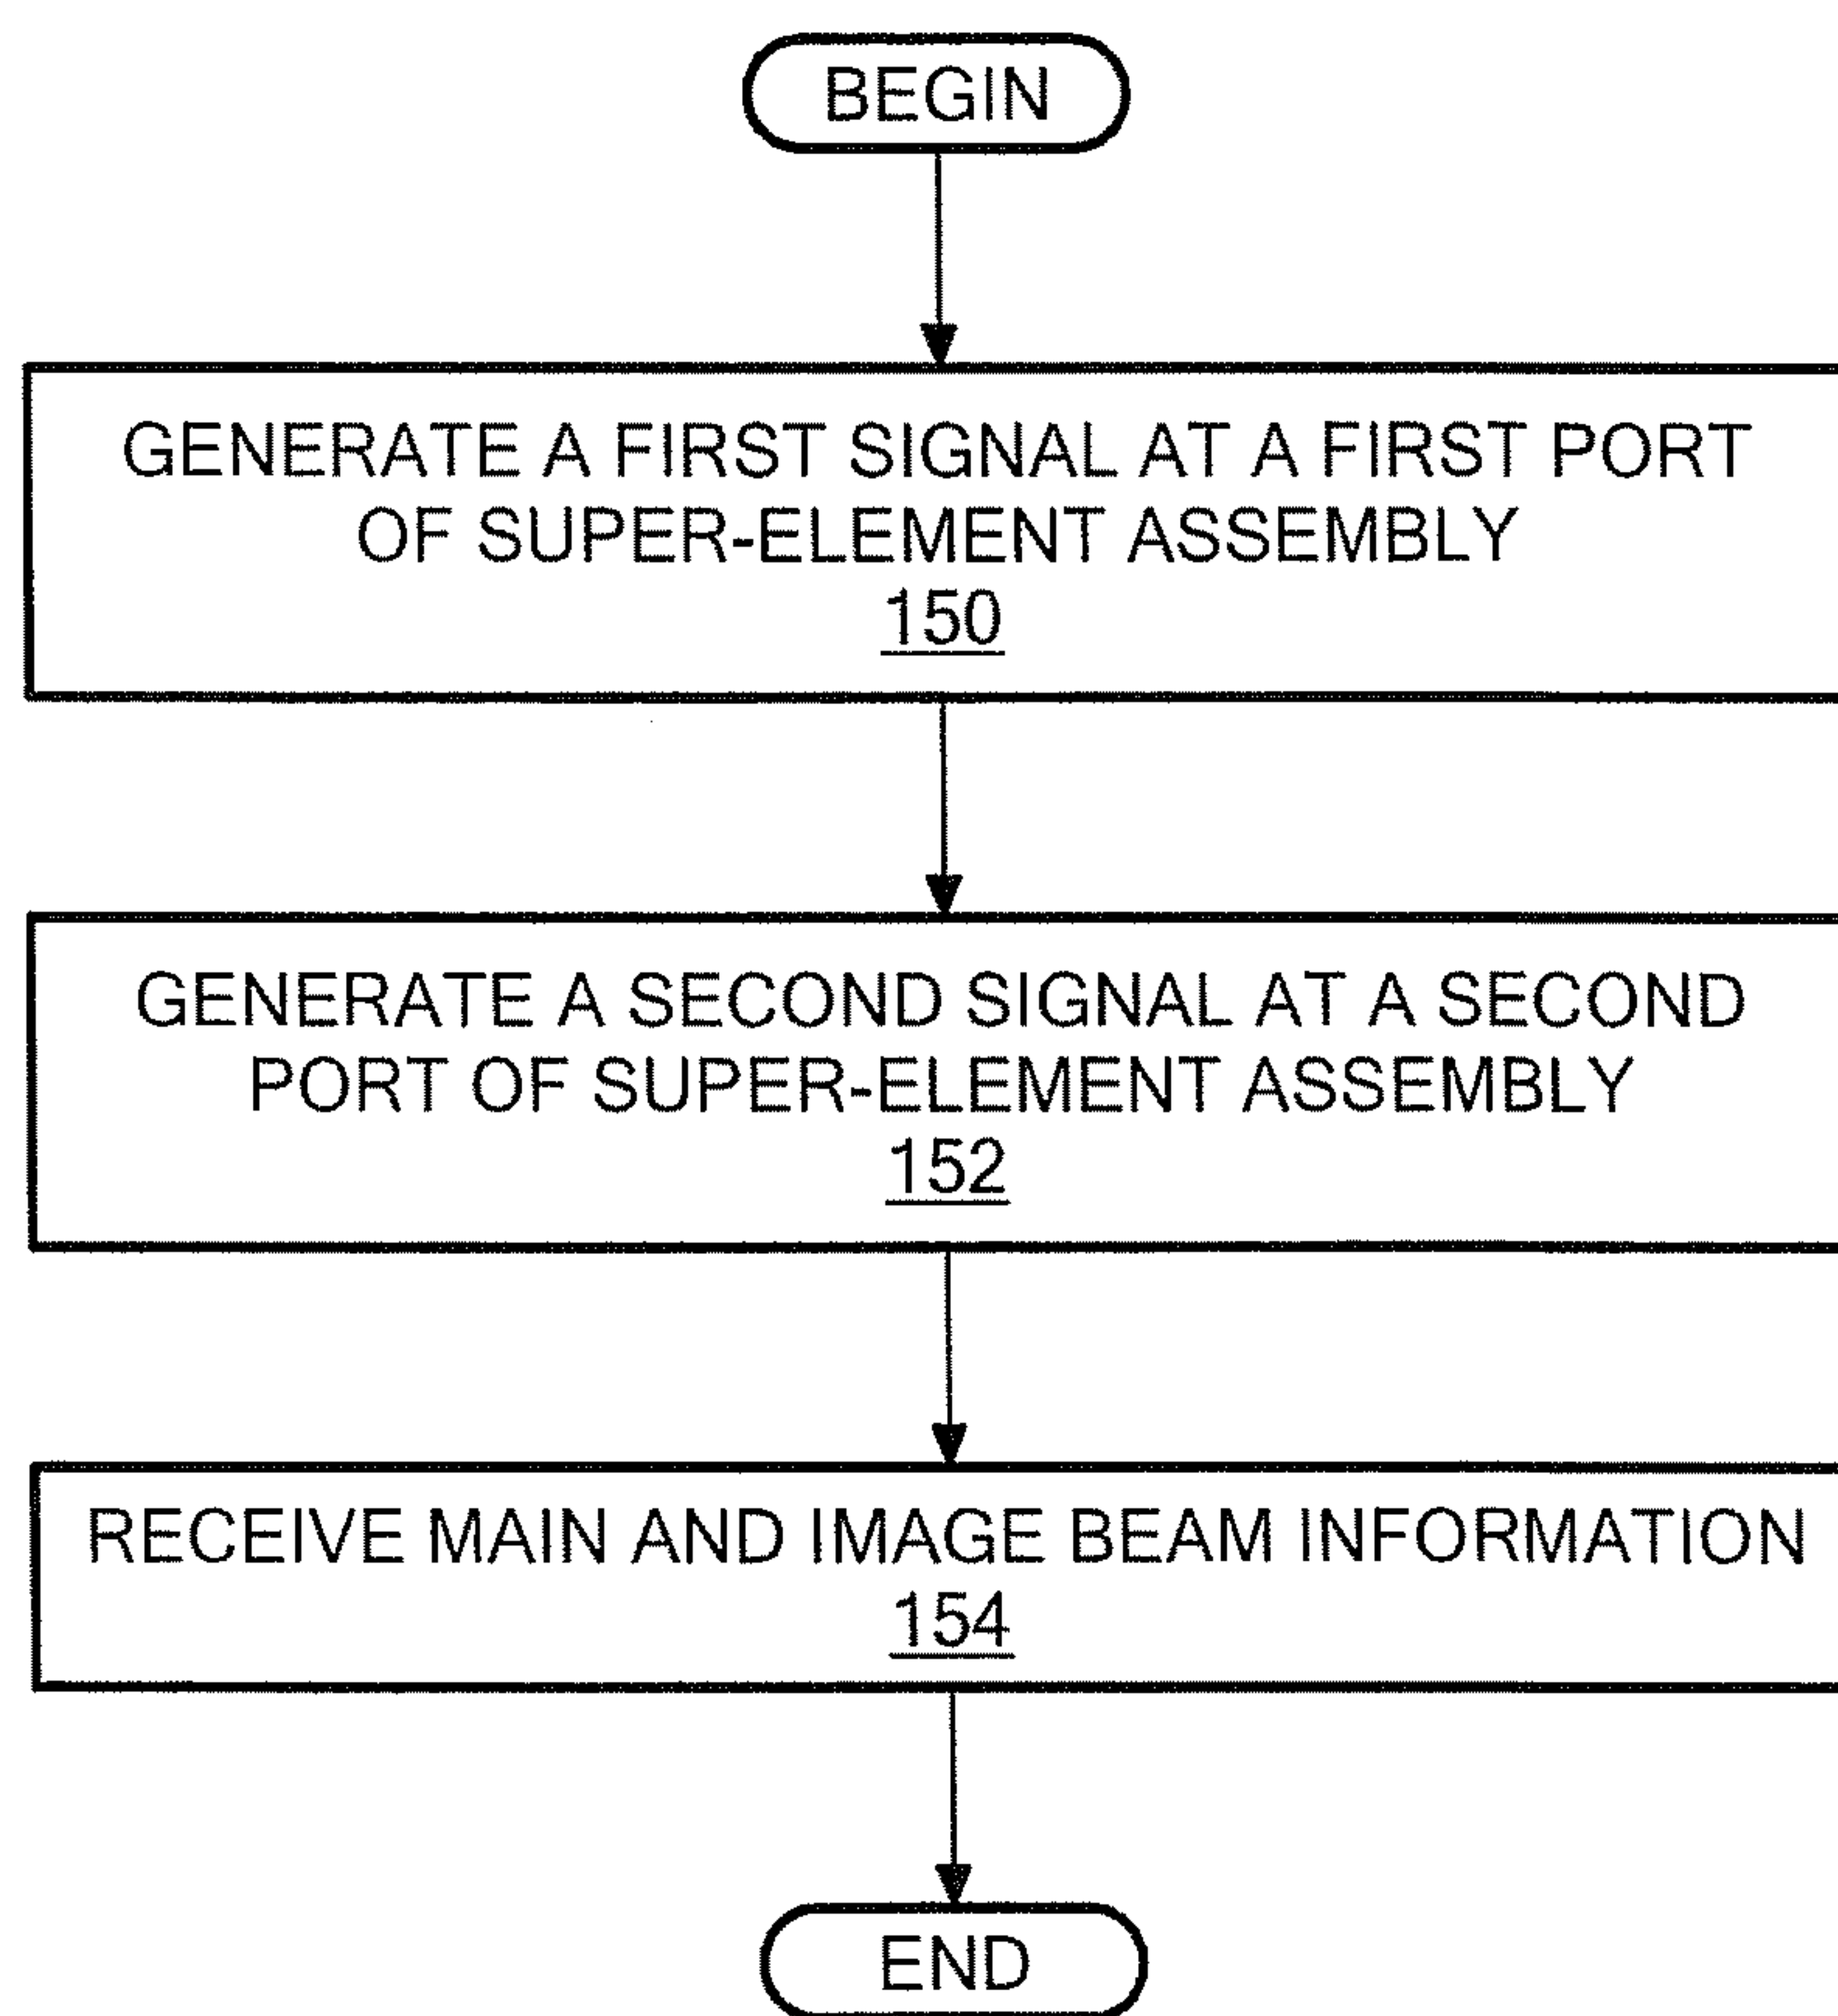 BEGIN
GENERATE A FIRST SIGNAL AT A FIRST PORT
OF SUPER-ELEMENT ASSEMBLY
150
GENERATE A SECOND SIGNAL AT A SECOND
PORT OF SUPER-ELEMENT ASSEMBLY
152
RECEIVE MAIN AND IMAGE BEAM INFORMATION
154
END